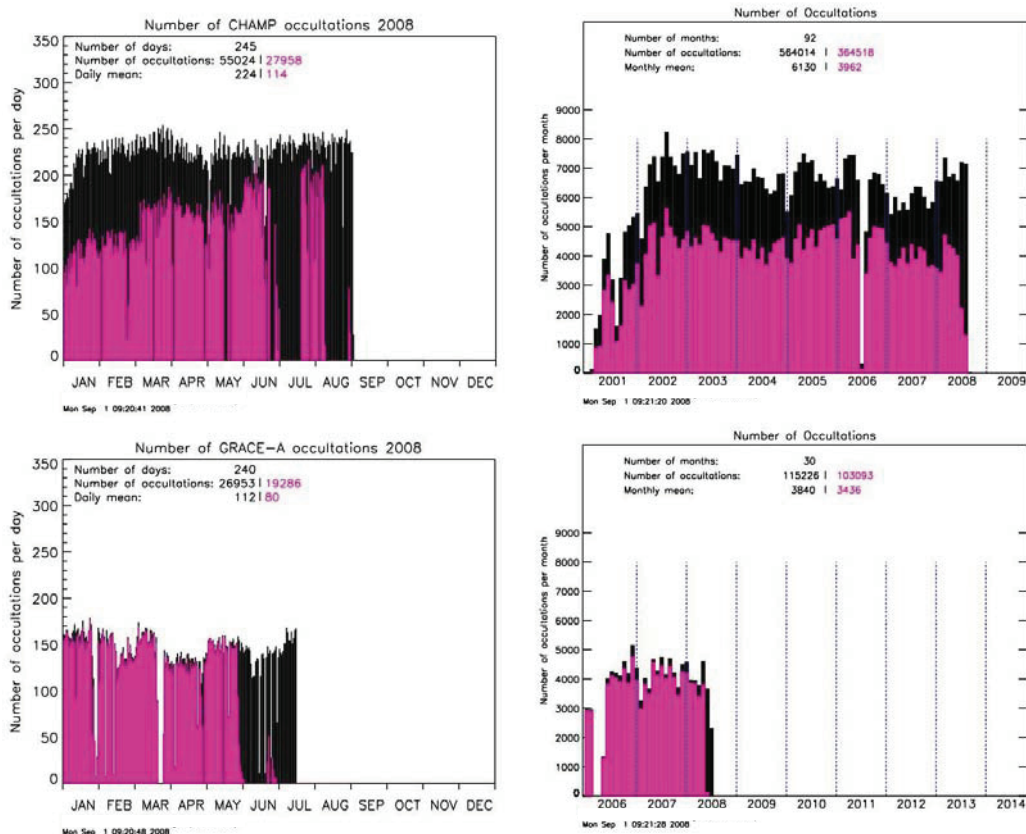 Number of CHAMP occultations 2008
Number of days: 245
Number of occultations: 55024 | 27958
Daily mean: 224 | 114
Number of occultations per day
350
300
250
200
150
100
50
0
JAN FEB MAR APR MAY JUN JUL AUG SEP OCT NOV DEC
Mon Sep 1 09:20:41 2008
Number of Occultations
Number of months: 92
Number of occultations: 564014 | 364518
Monthly mean: 6130 | 3962
Number of occultations per month
9000
8000
7000
6000
5000
4000
3000
2000
1000
0
2001 2002 2003 2004 2005 2006 2007 2008 2009
Mon Sep 1 09:21:20 2008
Number of GRACE-A occultations 2008
Number of days: 240
Number of occultations: 26953 | 19286
Daily mean: 112 | 80
Number of occultations per day
350
300
250
200
150
100
50
0
JAN FEB MAR APR MAY JUN JUL AUG SEP OCT NOV DEC
Mon Sep 1 09:20:48 2008
Number of Occultations
Number of months: 30
Number of occultations: 115226 | 103093
Monthly mean: 3840 | 3436
Number of occultations per month
9000
8000
7000
6000
5000
4000
3000
2000
1000
0
2006 2007 2008 2009 2010 2011 2012 2013 2014
Mon Sep 1 09:21:28 2008